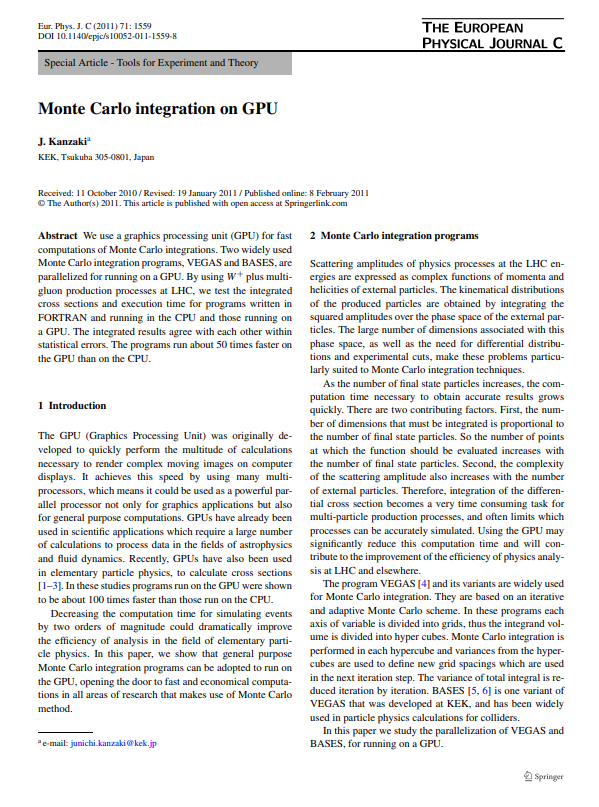 Eur. Phys. J. C (2011) 71: 1559
DOI 10.1140/epjc/s10052-011-1559-8
THE EUROPEAN
PHYSICAL JOURNAL C
Special Article - Tools for Experiment and Theory
Monte Carlo integration on GPU
J. Kanzakiᵃ
KEK, Tsukuba 305-0801, Japan
Received: 11 October 2010 / Revised: 19 January 2011 / Published online: 8 February 2011
© The Author(s) 2011. This article is published with open access at Springerlink.com
Abstract We use a graphics processing unit (GPU) for fast
computations of Monte Carlo integrations. Two widely used
Monte Carlo integration programs, VEGAS and BASES, are
parallelized for running on a GPU. By using W⁺ plus multi-
gluon production processes at LHC, we test the integrated
cross sections and execution time for programs written in
FORTRAN and running in the CPU and those running on
a GPU. The integrated results agree with each other within
statistical errors. The programs run about 50 times faster on
the GPU than on the CPU.
1 Introduction
The GPU (Graphics Processing Unit) was originally de-
veloped to quickly perform the multitude of calculations
necessary to render complex moving images on computer
displays. It achieves this speed by using many multi-
processors, which means it could be used as a powerful par-
allel processor not only for graphics applications but also
for general purpose computations. GPUs have already been
used in scientific applications which require a large number
of calculations to process data in the fields of astrophysics
and fluid dynamics. Recently, GPUs have also been used
in elementary particle physics, to calculate cross sections
[1–3]. In these studies programs run on the GPU were shown
to be about 100 times faster than those run on the CPU.
Decreasing the computation time for simulating events
by two orders of magnitude could dramatically improve
the efficiency of analysis in the field of elementary parti-
cle physics. In this paper, we show that general purpose
Monte Carlo integration programs can be adopted to run on
the GPU, opening the door to fast and economical computa-
tions in all areas of research that makes use of Monte Carlo
method.
ᵃ e-mail: junichi.kanzaki@kek.jp
2 Monte Carlo integration programs
Scattering amplitudes of physics processes at the LHC en-
ergies are expressed as complex functions of momenta and
helicities of external particles. The kinematical distributions
of the produced particles are obtained by integrating the
squared amplitudes over the phase space of the external par-
ticles. The large number of dimensions associated with this
phase space, as well as the need for differential distribu-
tions and experimental cuts, make these problems particu-
larly suited to Monte Carlo integration techniques.
As the number of final state particles increases, the com-
putation time necessary to obtain accurate results grows
quickly. There are two contributing factors. First, the num-
ber of dimensions that must be integrated is proportional to
the number of final state particles. So the number of points
at which the function should be evaluated increases with
the number of final state particles. Second, the complexity
of the scattering amplitude also increases with the number
of external particles. Therefore, integration of the differen-
tial cross section becomes a very time consuming task for
multi-particle production processes, and often limits which
processes can be accurately simulated. Using the GPU may
significantly reduce this computation time and will con-
tribute to the improvement of the efficiency of physics analy-
sis at LHC and elsewhere.
The program VEGAS [4] and its variants are widely used
for Monte Carlo integration. They are based on an iterative
and adaptive Monte Carlo scheme. In these programs each
axis of variable is divided into grids, thus the integrand vol-
ume is divided into hyper cubes. Monte Carlo integration is
performed in each hypercube and variances from the hyper-
cubes are used to define new grid spacings which are used
in the next iteration step. The variance of total integral is re-
duced iteration by iteration. BASES [5, 6] is one variant of
VEGAS that was developed at KEK, and has been widely
used in particle physics calculations for colliders.
In this paper we study the parallelization of VEGAS and
BASES, for running on a GPU.
Springer